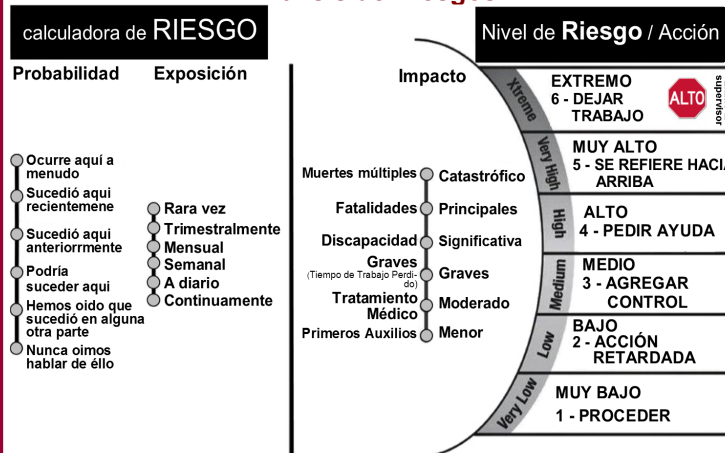 calculadora de RIESGO
Nivel de Riesgo / Acción
Probabilidad
Exposición
Impacto
Ocurre aquí a
menudo
Sucedió aqui
recientemene
Sucedió aqui
anteriorrmente
Podría
suceder aqui
Hemos oido que
sucedió en alguna
otra parte
Nunca oimos
hablar de éllo
Rara vez
Trimestralmente
Mensual
Semanal
A diario
Continuamente
Muertes múltiples
Catastrófico
Fatalidades
Principales
Discapacidad
Significativa
Graves
(Tiempo de Trabajo Perdi-
do)
Graves
Tratamiento
Médico
Moderado
Primeros Auxilios
Menor
Xtreme
EXTREMO
6 - DEJAR
TRABAJO
ALTO
supervisor
Very High
MUY ALTO
5 - SE REFIERE HACIA
ARRIBA
High
ALTO
4 - PEDIR AYUDA
Medium
MEDIO
3 - AGREGAR
CONTROL
Low
BAJO
2 - ACCIÓN
RETARDADA
Very Low
MUY BAJO
1 - PROCEDER